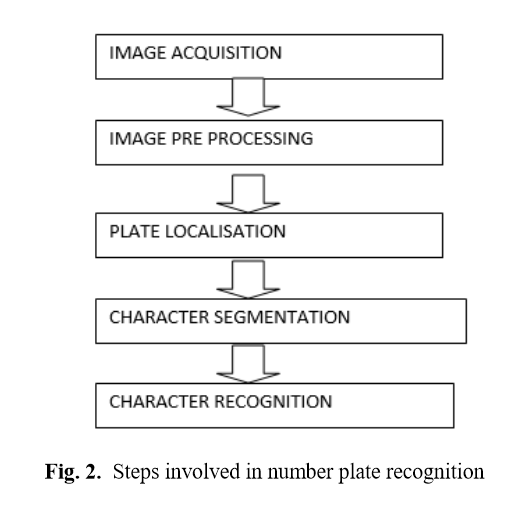 IMAGE ACQUISITION
IMAGE PRE PROCESSING
PLATE LOCALISATION
CHARACTER SEGMENTATION
CHARACTER RECOGNITION
Fig. 2. Steps involved in number plate recognition